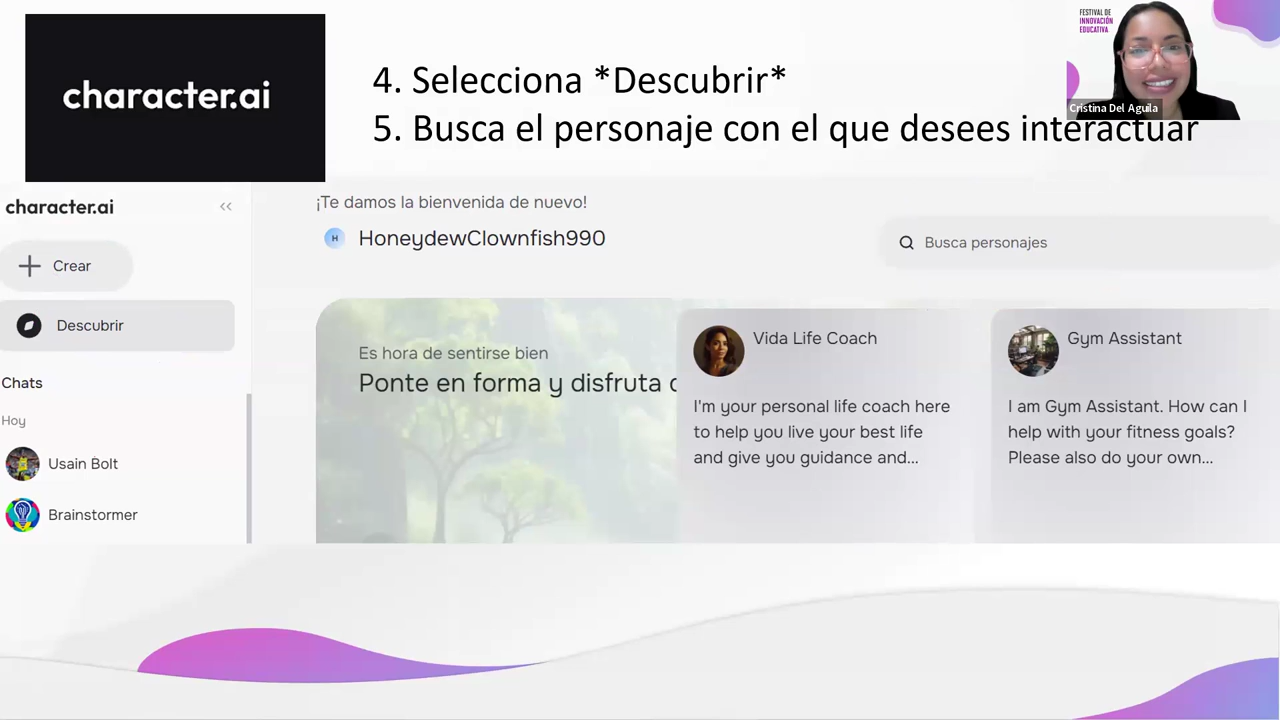 character.ai
4. Selecciona *Descubrir*
5. Busca el personaje con el que desees interactuar
FESTIVAL DE
INNOVACIÓN
EDUCATIVA
Cristina Del Aguila
character.ai
¡Te damos la bienvenida de nuevo!
H
HoneydewClownfish990
Busca personajes
Crear
Descubrir
Chats
Hoy
Usain Bolt
Brainstormer
Es hora de sentirse bien
Ponte en forma y disfruta
Vida Life Coach
I'm your personal life coach here
to help you live your best life
and give you guidance and...
Gym Assistant
I am Gym Assistant. How can I
help with your fitness goals?
Please also do your own...